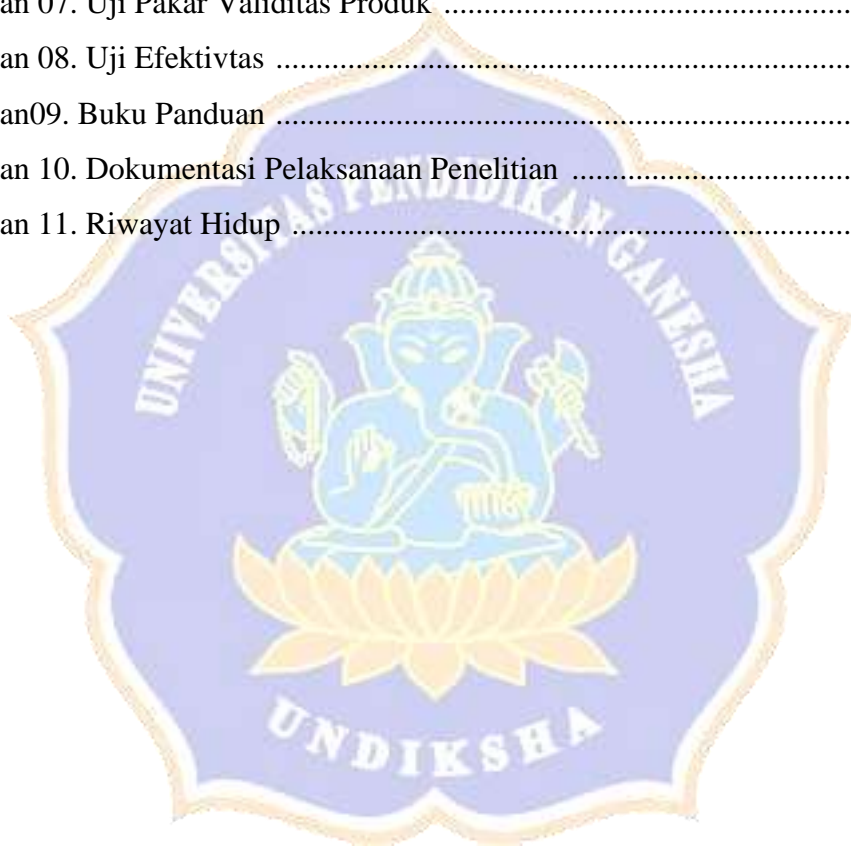 an 07. Uji Pakar Validitas Produk ....................................................
an 08. Uji Efektivtas .........................................................................
an09. Buku Panduan .........................................................................
an 10. Dokumentasi Pelaksanaan Penelitian ...................................
an 11. Riwayat Hidup .......................................................................
UNIVERSITAS PENDIDIKAN GANESHA
UNDIKSHA